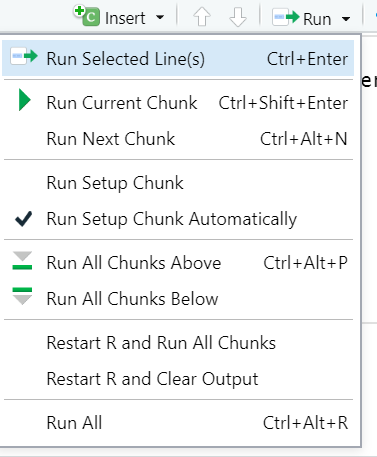 Insert Run
Run Selected Line(s) Ctrl+Enter
Run Current Chunk Ctrl+Shift+Enter
Run Next Chunk Ctrl+Alt+N
Run Setup Chunk
Run Setup Chunk Automatically
Run All Chunks Above Ctrl+Alt+P
Run All Chunks Below
Restart R and Run All Chunks
Restart R and Clear Output
Run All Ctrl+Alt+R